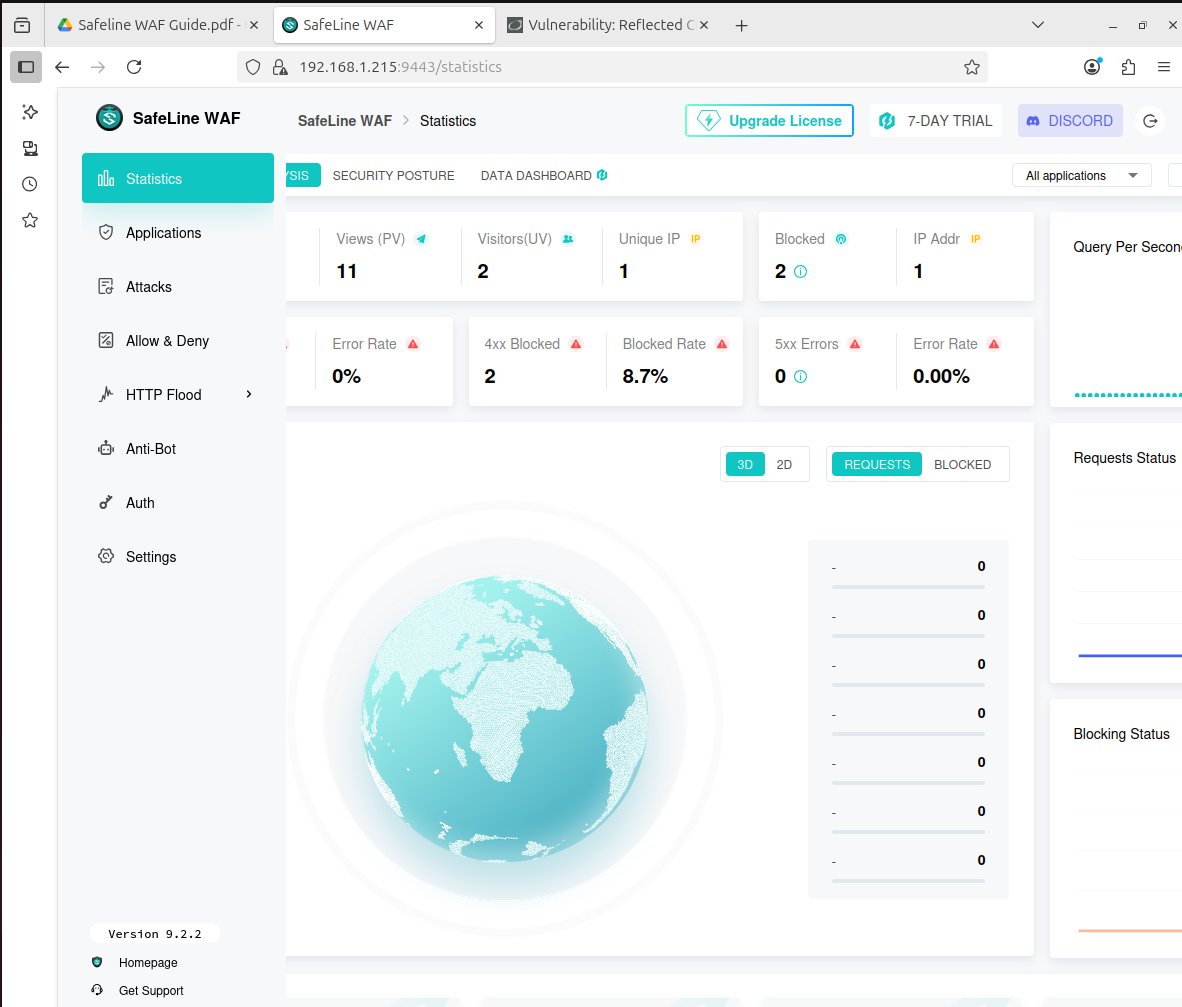 Safeline WAF Guide.pdf -
SafeLine WAF
Vulnerability: Reflected C
192.168.1.215:9443/statistics
SafeLine WAF
SafeLine WAF > Statistics
Upgrade License
7-DAY TRIAL
DISCORD
Statistics
Applications
Attacks
Allow & Deny
HTTP Flood
Anti-Bot
Auth
Settings
YSIS
SECURITY POSTURE
DATA DASHBOARD
All applications
Views (PV)
11
Visitors(UV)
2
Unique IP IP
1
Blocked
2
IP Addr IP
1
Query Per Secon
Error Rate
0%
4xx Blocked
2
Blocked Rate
8.7%
5xx Errors
0
Error Rate
0.00%
3D 2D
REQUESTS BLOCKED
- 0
- 0
- 0
- 0
- 0
- 0
- 0
Requests Status
Blocking Status
Version 9.2.2
Homepage
Get Support